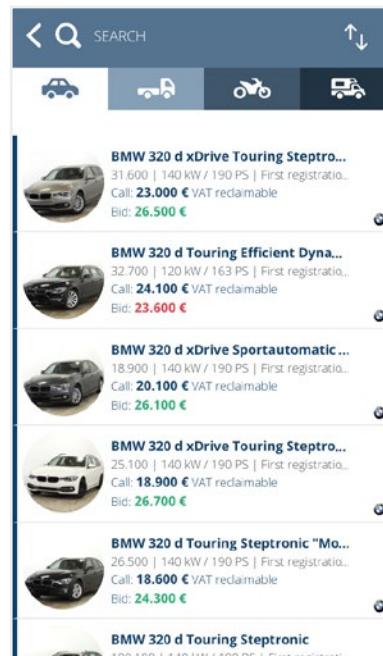 SEARCH
BMW 320 d xDrive Touring Steptro...
31.600 | 140 kW / 190 PS | First registratio...
Call: 23.000 € VAT reclaimable
Bid: 26.500 €
BMW 320 d Touring Efficient Dyna...
32.700 | 120 kW / 163 PS | First registratio...
Call: 24.100 € VAT reclaimable
Bid: 23.600 €
BMW 320 d xDrive Sportautomatic ...
18.900 | 140 kW / 190 PS | First registratio...
Call: 20.100 € VAT reclaimable
Bid: 26.100 €
BMW 320 d xDrive Touring Steptro...
25.100 | 140 kW / 190 PS | First registratio...
Call: 18.900 € VAT reclaimable
Bid: 26.700 €
BMW 320 d Touring Steptronic "Mo...
26.500 | 140 kW / 190 PS | First registratio...
Call: 18.600 € VAT reclaimable
Bid: 24.300 €
BMW 320 d Touring Steptronic